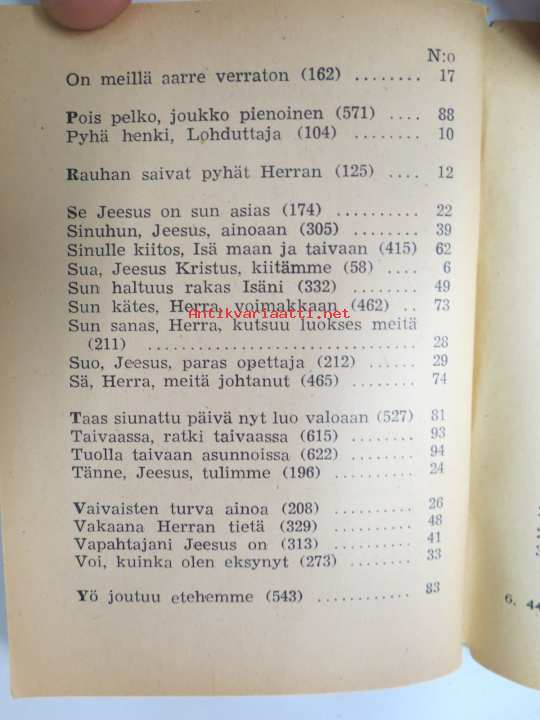 N:o
On meillä aarre verraton (162) ........ 17
Pois pelko, joukko pienoinen (571) .... 88
Pyhä henki, Lohduttaja (104) ........ 10
Rauhan saivat pyhät Herran (125) .... 12
Se Jeesus on sun asias (174) .......... 22
Sinuhun, Jeesus, ainoaan (305) ........ 39
Sinulle kiitos, Isä maan ja taivaan (415) 62
Sua, Jeesus Kristus, kiitämme (58) .... 6
Sun haltuus rakas Isäni (332) ........ 49
Sun kätes, Herra, voimakkaan (462) .. 73
Antikvariaatti.net
Sun sanas, Herra, kutsuu luokses meitä
(211) .......................... 28
Suo, Jeesus, paras opettaja (212) ...... 29
Sä, Herra, meitä johtanut (465) ........ 74
Taas siunattu päivä nyt luo valoaan (527) 81
Taivaassa, ratki taivaassa (615) ........ 93
Tuolla taivaan asunnoissa (622) ........ 94
Tänne, Jeesus, tulimme (196) .......... 24
Vaivaisten turva ainoa (208) .......... 26
Vakaana Herran tietä (329) .......... 48
Vapahtajani Jeesus on (313) .......... 41
Voi, kuinka olen eksynyt (273) ........ 33
Yö joutuu etehemme (543) ............ 83
6. 44